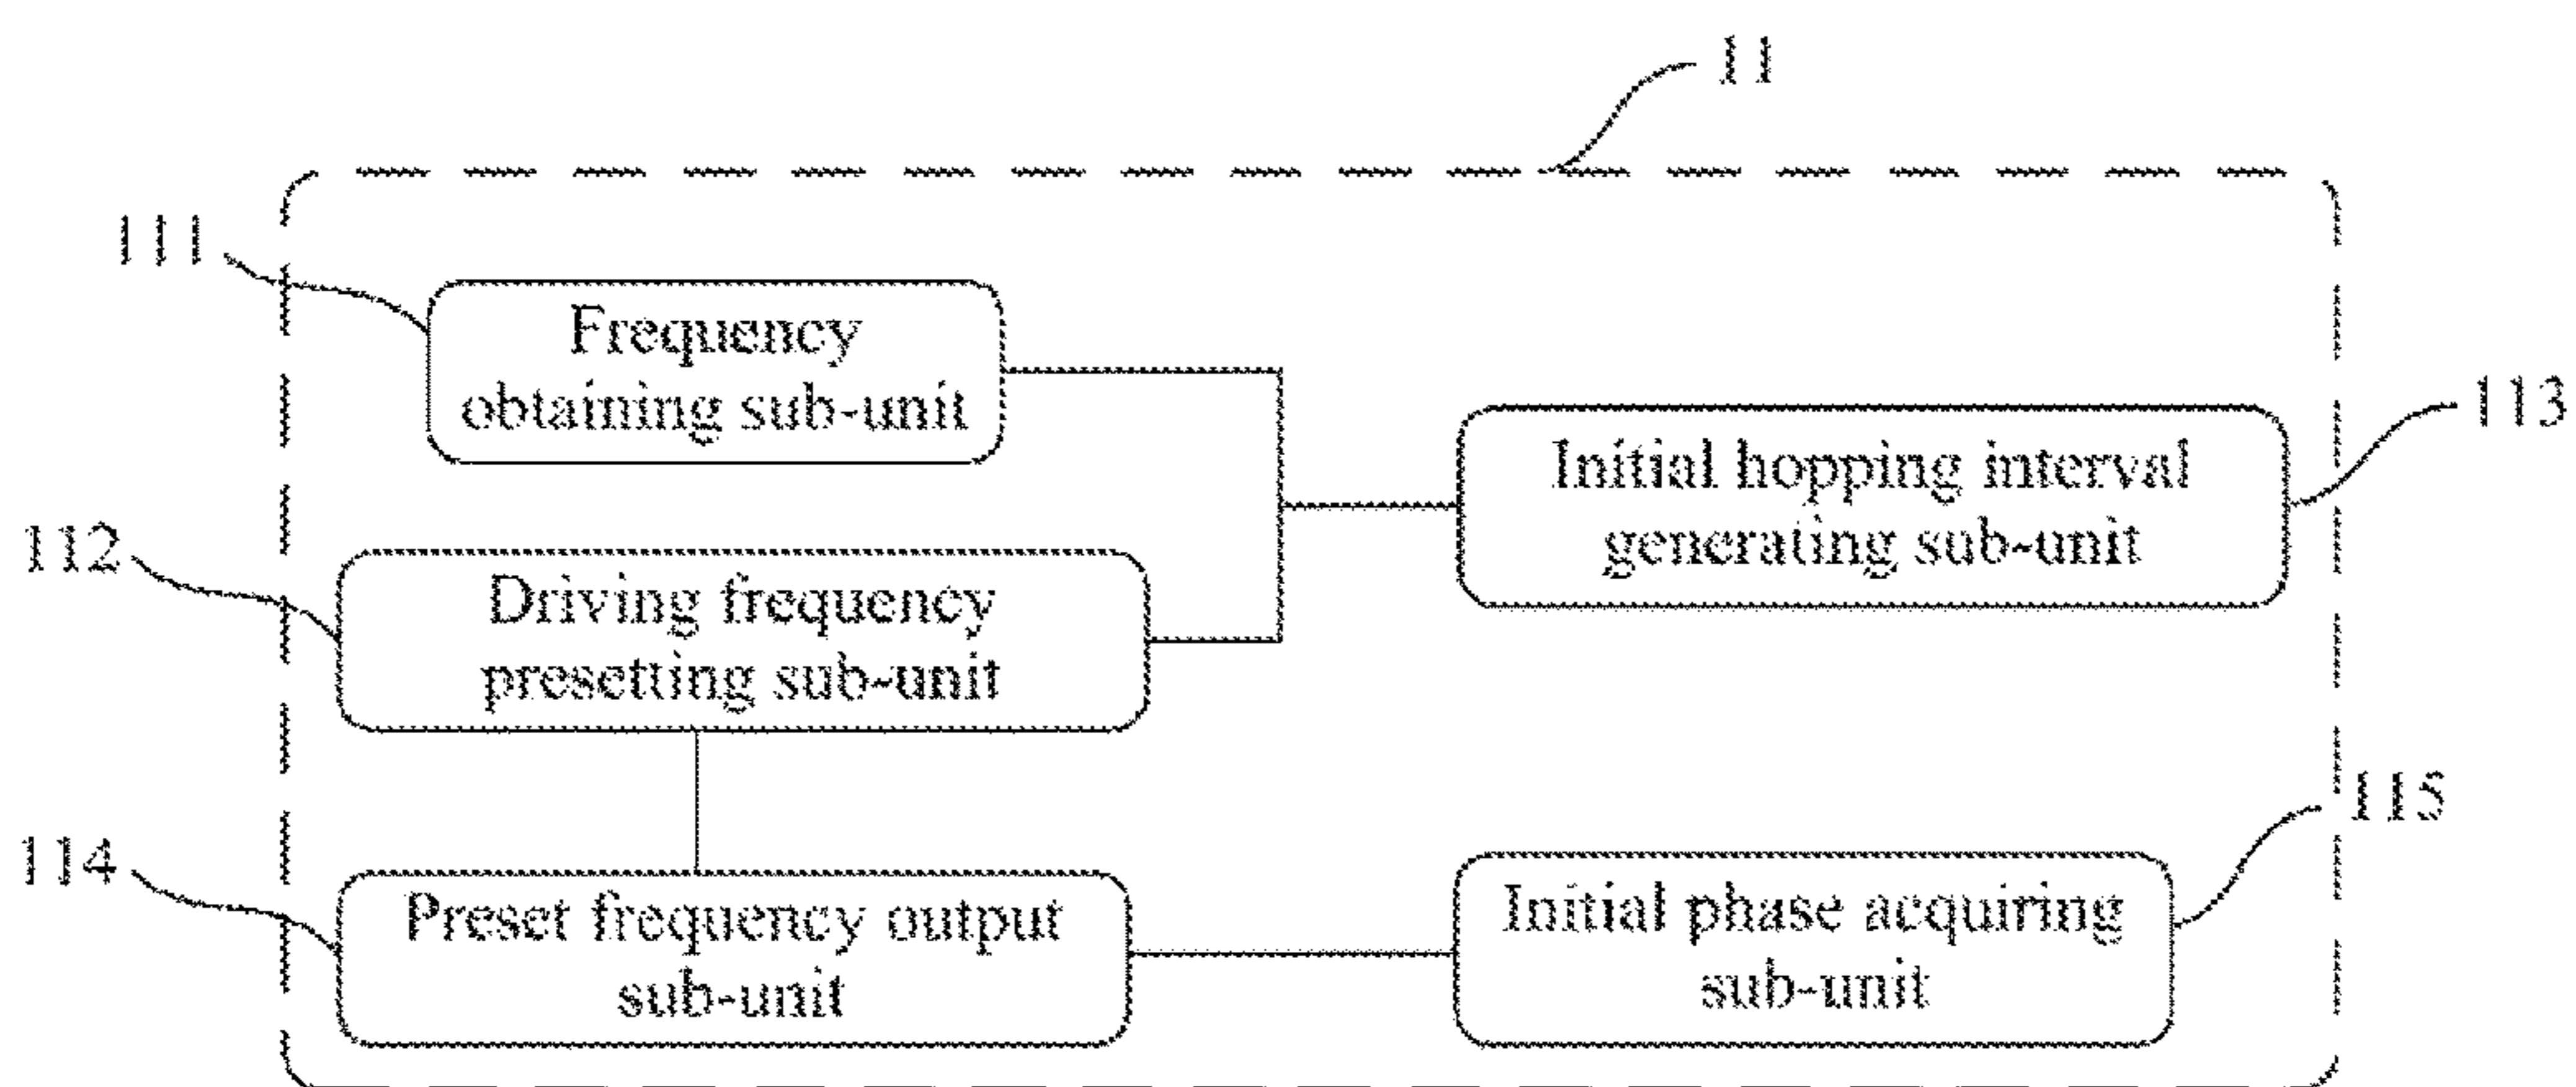 11
111
Frequency
obtaining sub-unit
113
Initial hopping interval
generating sub-unit
112
Driving frequency
presetting sub-unit
115
114
Preset frequency output
sub-unit
Initial phase acquiring
sub-unit